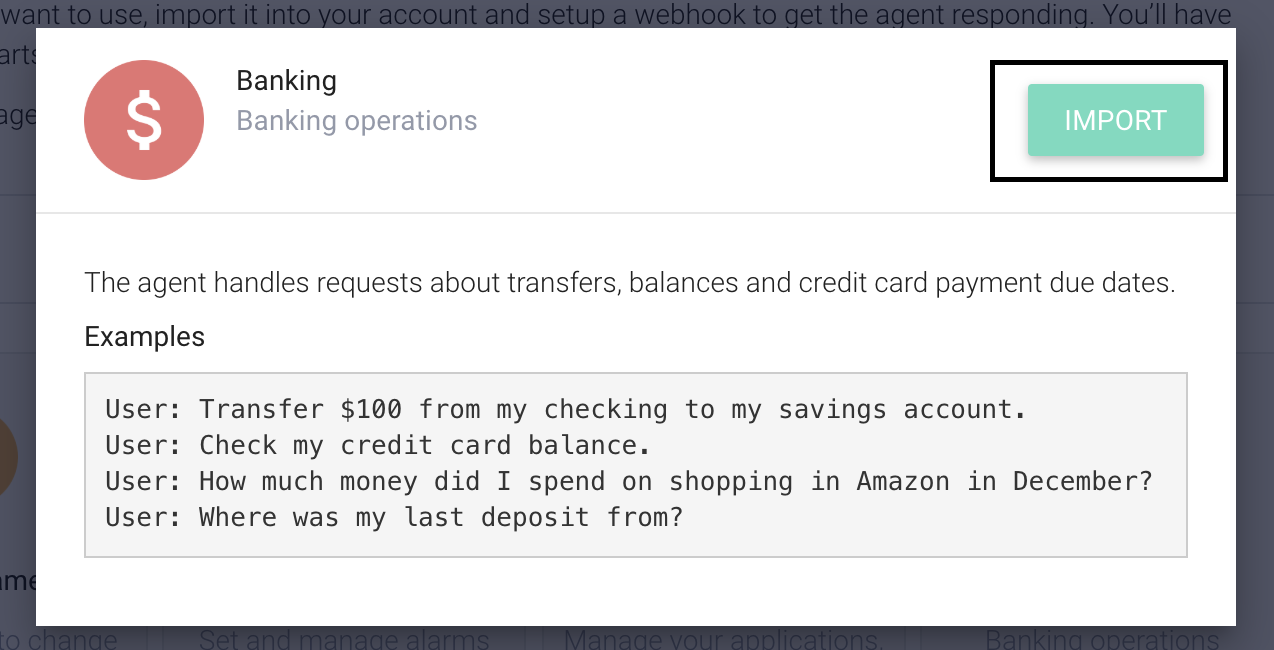 want to use, import it into your account and setup a webhook to get the agent responding. You'll have
Banking
Banking operations
IMPORT
$
The agent handles requests about transfers, balances and credit card payment due dates.
Examples
User: Transfer $100 from my checking to my savings account.
User: Check my credit card balance.
User: How much money did I spend on shopping in Amazon in December?
User: Where was my last deposit from?
to change
Set and manage alarms
Manage your applications,
Banking operations